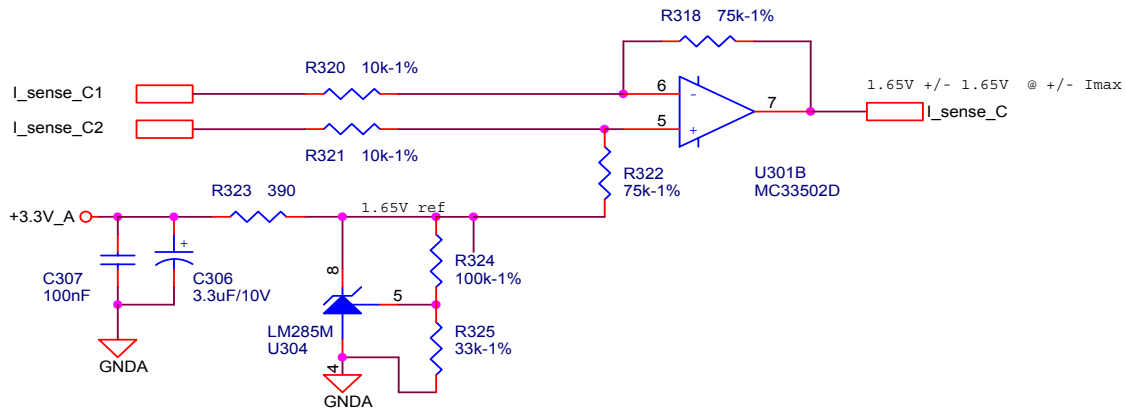 R318 75k-1%
R320 10k-1%
I_sense_C1
6
-
7
1.65V +/- 1.65V @ +/- Imax
I_sense_C
I_sense_C2
5
+
R321 10k-1%
R322
75k-1%
U301B
MC33502D
R323 390
+3.3V_A
1.65V ref
+
C307
100nF
C306
3.3uF/10V
8
R324
100k-1%
5
LM285M
U304
R325
33k-1%
4
GNDA
GNDA